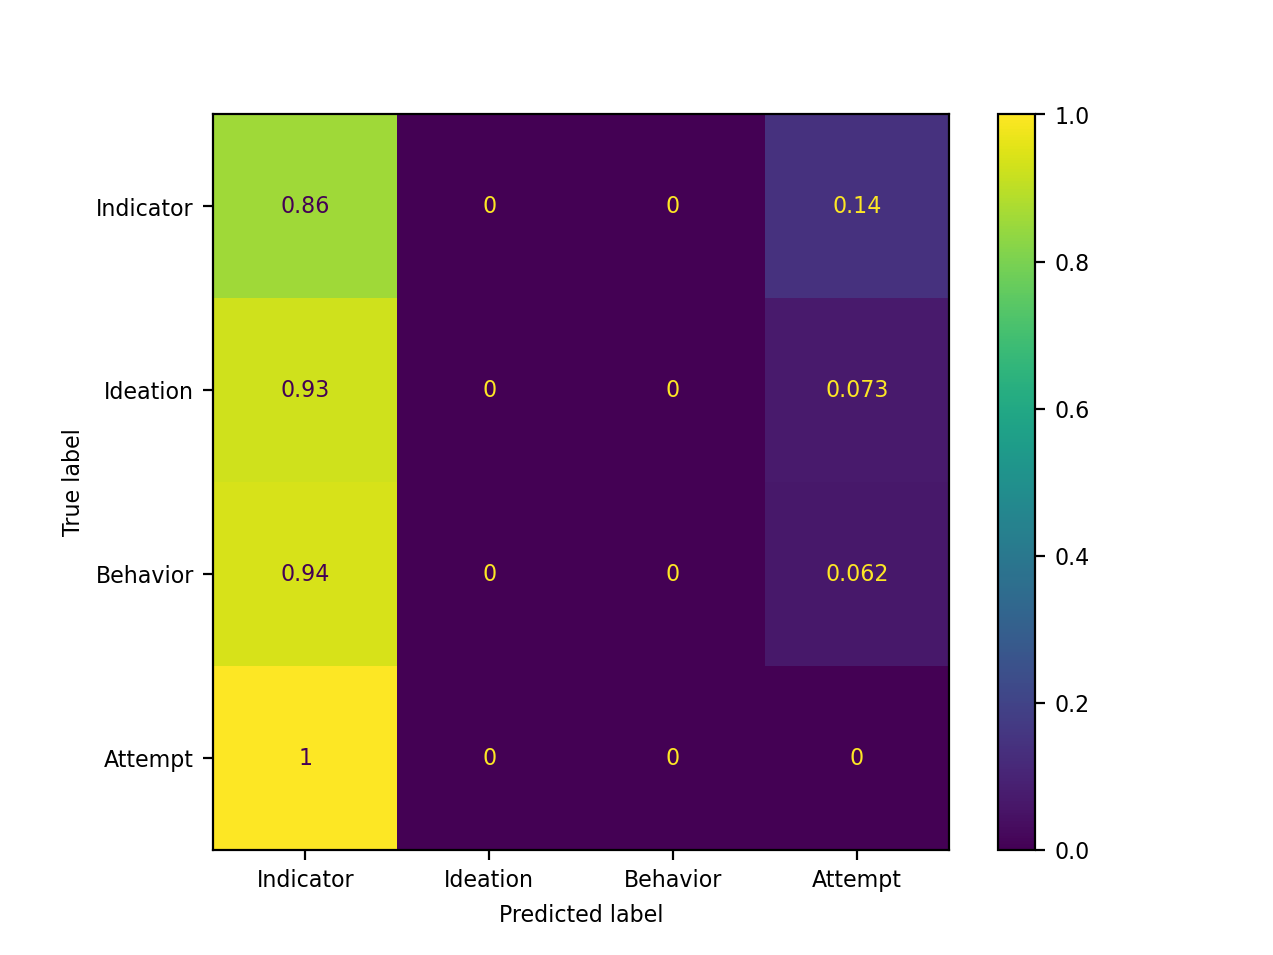 1.0
Indicator 0.86 0 0 0.14
0.8
Ideation 0.93 0 0 0.073
0.6
True label
Behavior 0.94 0 0 0.062
0.4
0.2
Attempt 1 0 0 0
0.0
Indicator Ideation Behavior Attempt
Predicted label